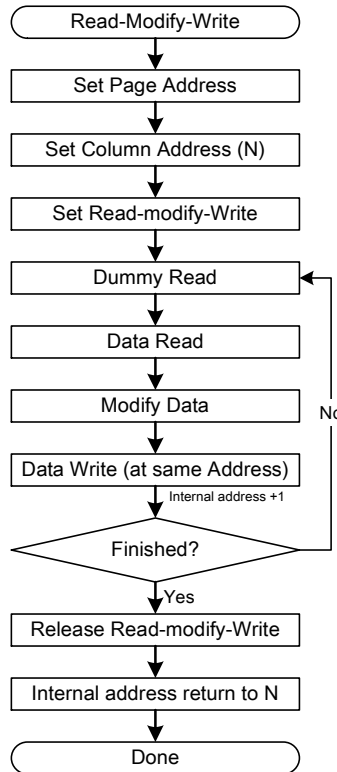 Read-Modify-Write
Set Page Address
Set Column Address (N)
Set Read-modify-Write
Dummy Read
Data Read
Modify Data
No
Data Write (at same Address)
Internal address +1
Finished?
Yes
Release Read-modify-Write
Internal address return to N
Done